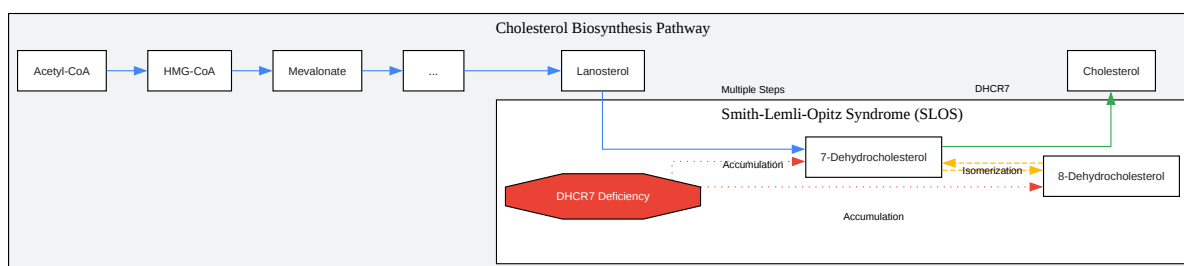 Cholesterol Biosynthesis Pathway
Acetyl-CoA
HMG-CoA
Mevalonate
...
Lanosterol
Cholesterol
Multiple Steps
DHCR7
Smith-Lemli-Opitz Syndrome (SLOS)
7-Dehydrocholesterol
Accumulation
Isomerization
8-Dehydrocholesterol
DHCR7 Deficiency
Accumulation